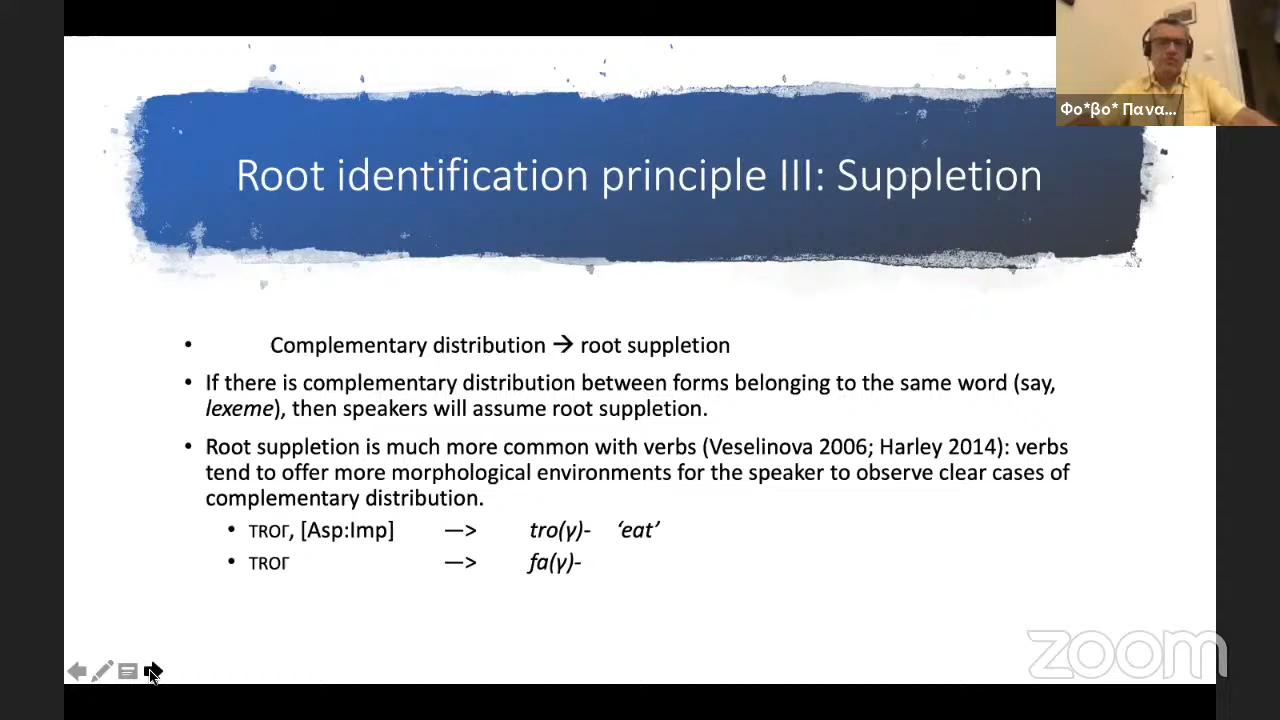 Root identification principle III: Suppletion
Φο*βο* Πανα...
• Complementary distribution → root suppletion
• If there is complementary distribution between forms belonging to the same word (say,
lexeme), then speakers will assume root suppletion.
• Root suppletion is much more common with verbs (Veselinova 2006; Harley 2014): verbs
tend to offer more morphological environments for the speaker to observe clear cases of
complementary distribution.
• ΤROΓ, [Asp:Imp] —> tro(γ)- ‘eat’
• ΤROΓ —> fa(γ)-
zoom